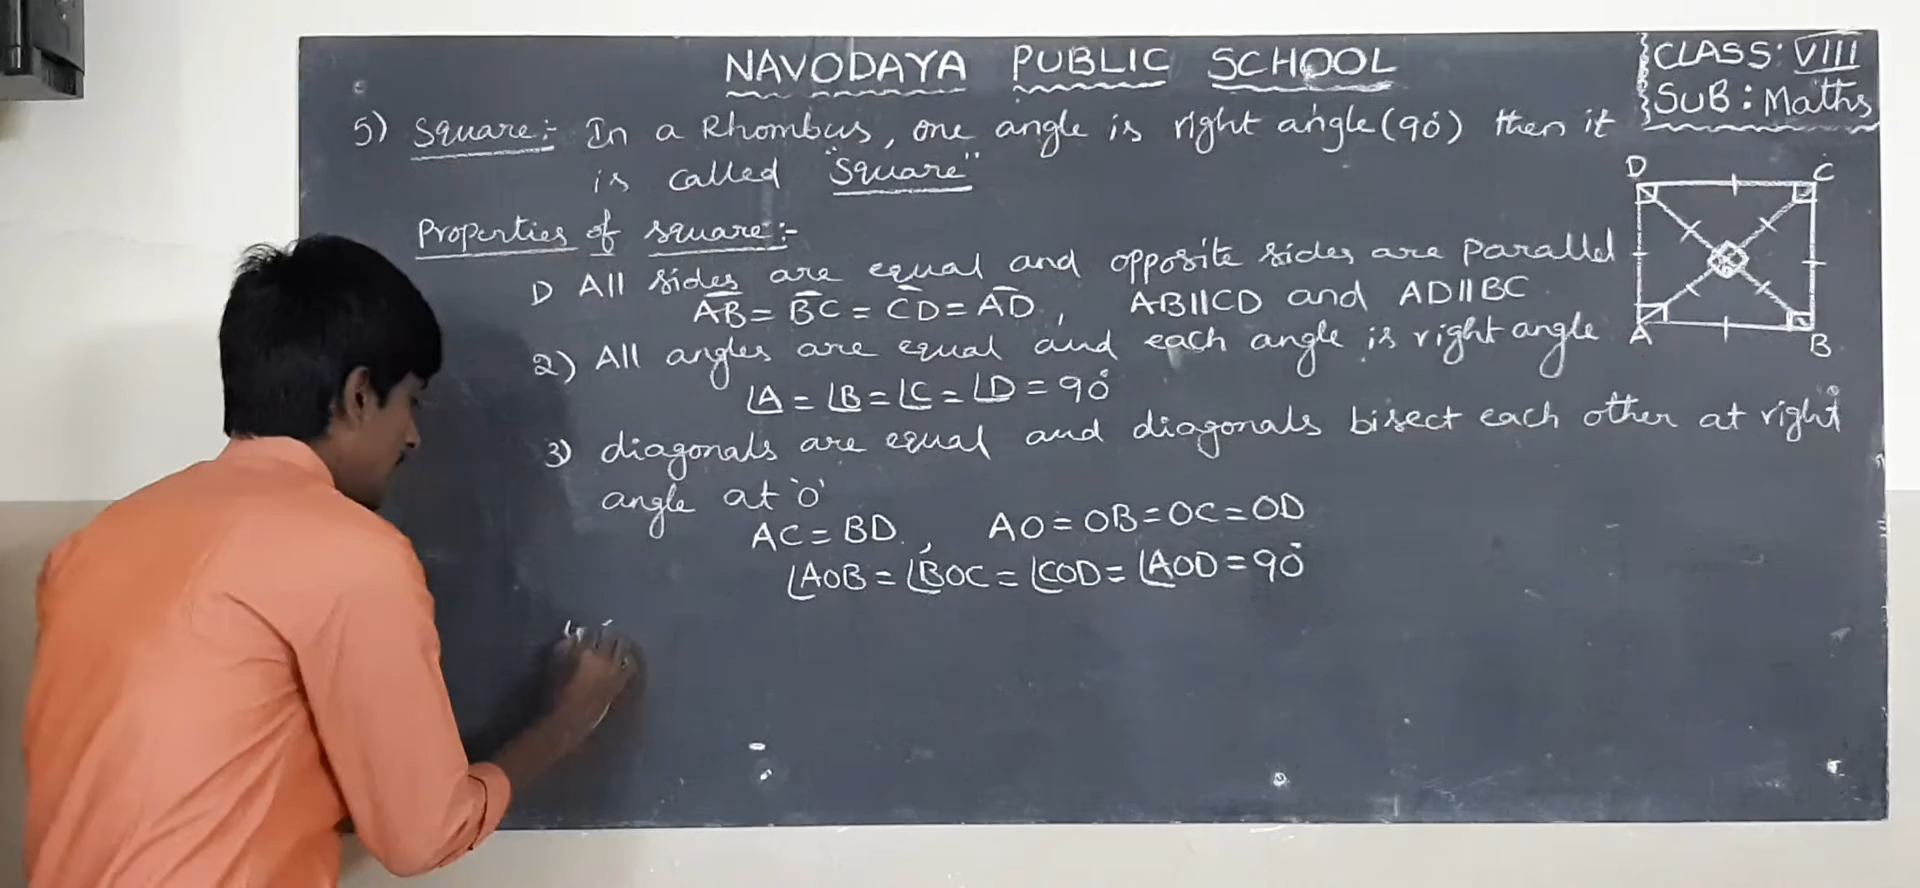 NAVODAYA PUBLIC SCHOOL
CLASS: VIII
SUB: Maths
5) Square:- In a Rhombus, one angle is right angle (90°) then it
is called "Square"
Properties of square:-
1) All sides are equal and opposite sides are parallel
AB = BC = CD = AD, AB||CD and AD||BC
2) All angles are equal and each angle is right angle
∠A = ∠B = ∠C = ∠D = 90°
3) diagonals are equal and diagonals bisect each other at right
angle at 'O'
AC = BD, AO = OB = OC = OD
∠AOB = ∠BOC = ∠COD = ∠AOD = 90°
D C
A B